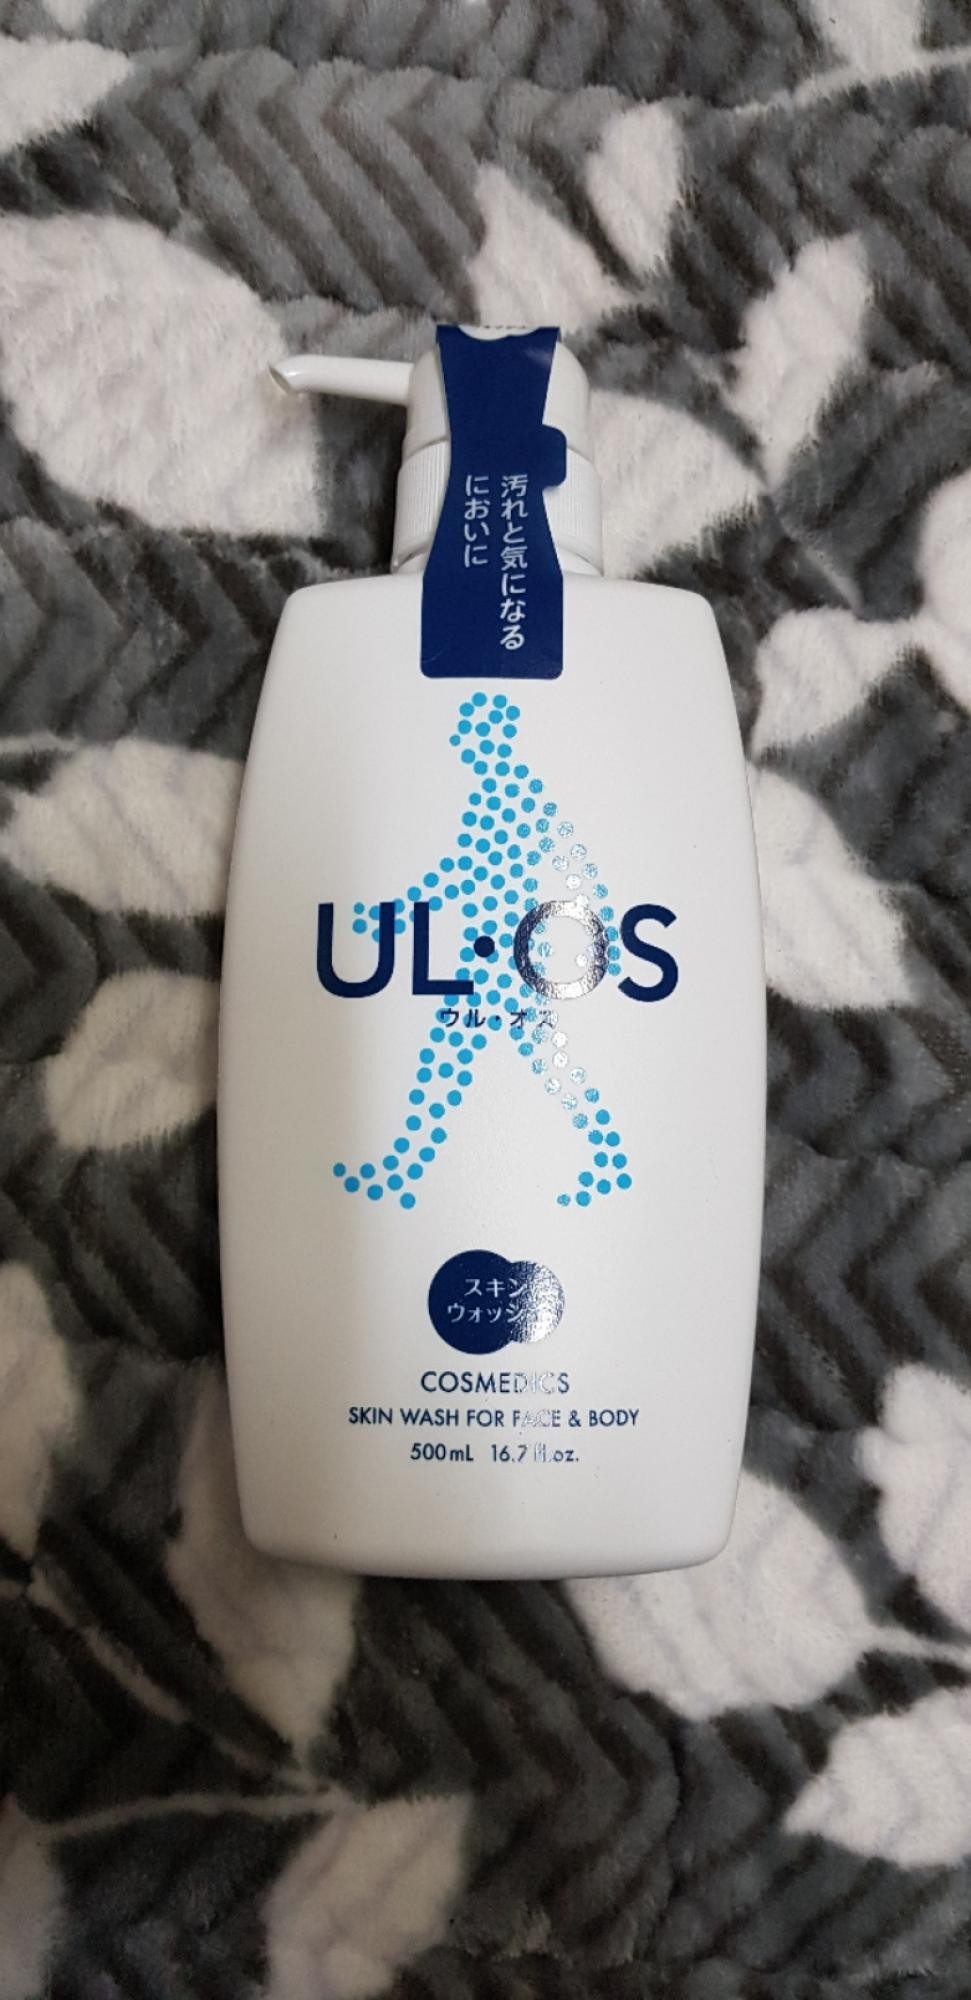 汚れと気になる
においに
UL・OS
ウル・オス
スキン
ウォッシュ
COSMEDICS
SKIN WASH FOR FACE & BODY
500mL 16.7 fl.oz.